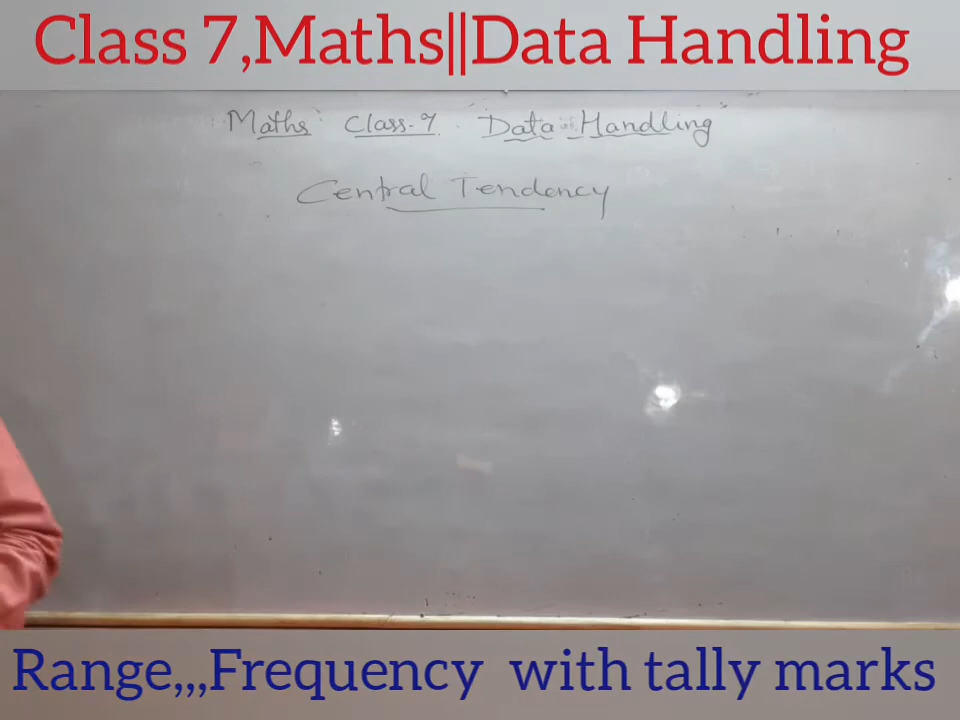 Class 7,Maths||Data Handling
Maths Class-7 Data Handling
Central Tendency
Range,,,Frequency with tally marks